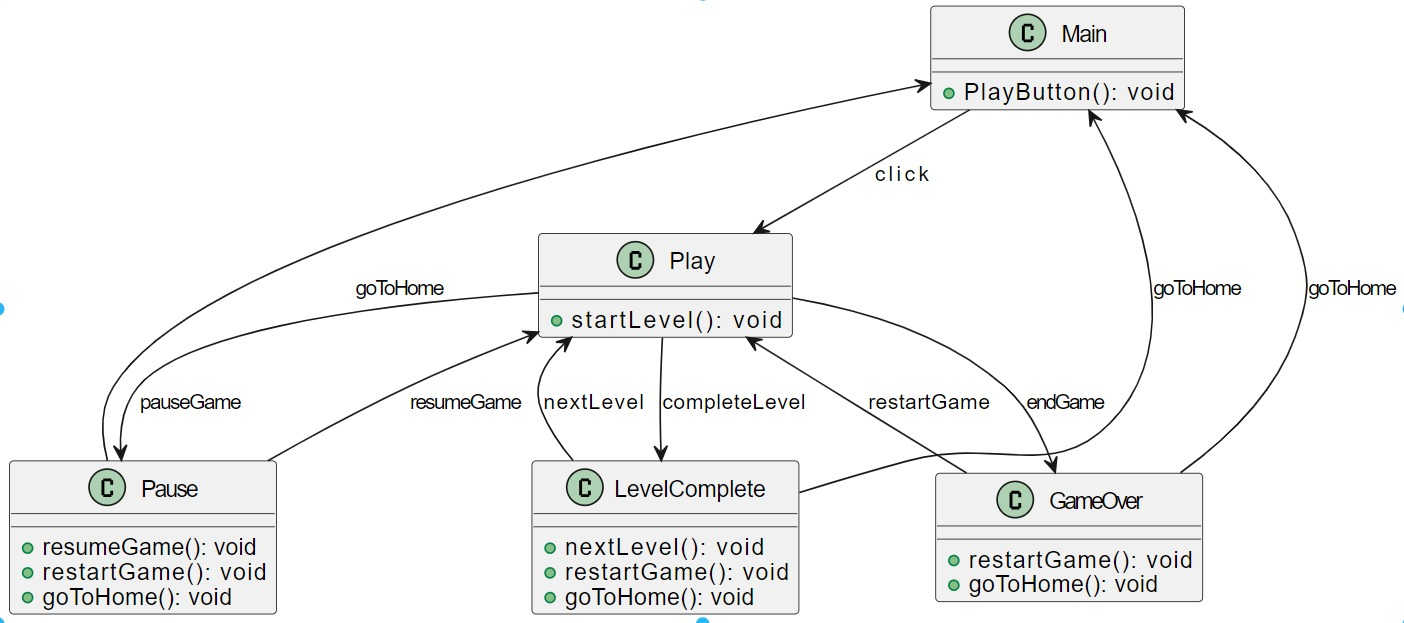 C Main
PlayButton(): void
click
C Play
startLevel(): void
goToHome
goToHome
goToHome
pauseGame
resumeGame
nextLevel
completeLevel
restartGame
endGame
C Pause
resumeGame(): void
restartGame(): void
goToHome(): void
C LevelComplete
nextLevel(): void
restartGame(): void
goToHome(): void
C GameOver
restartGame(): void
goToHome(): void